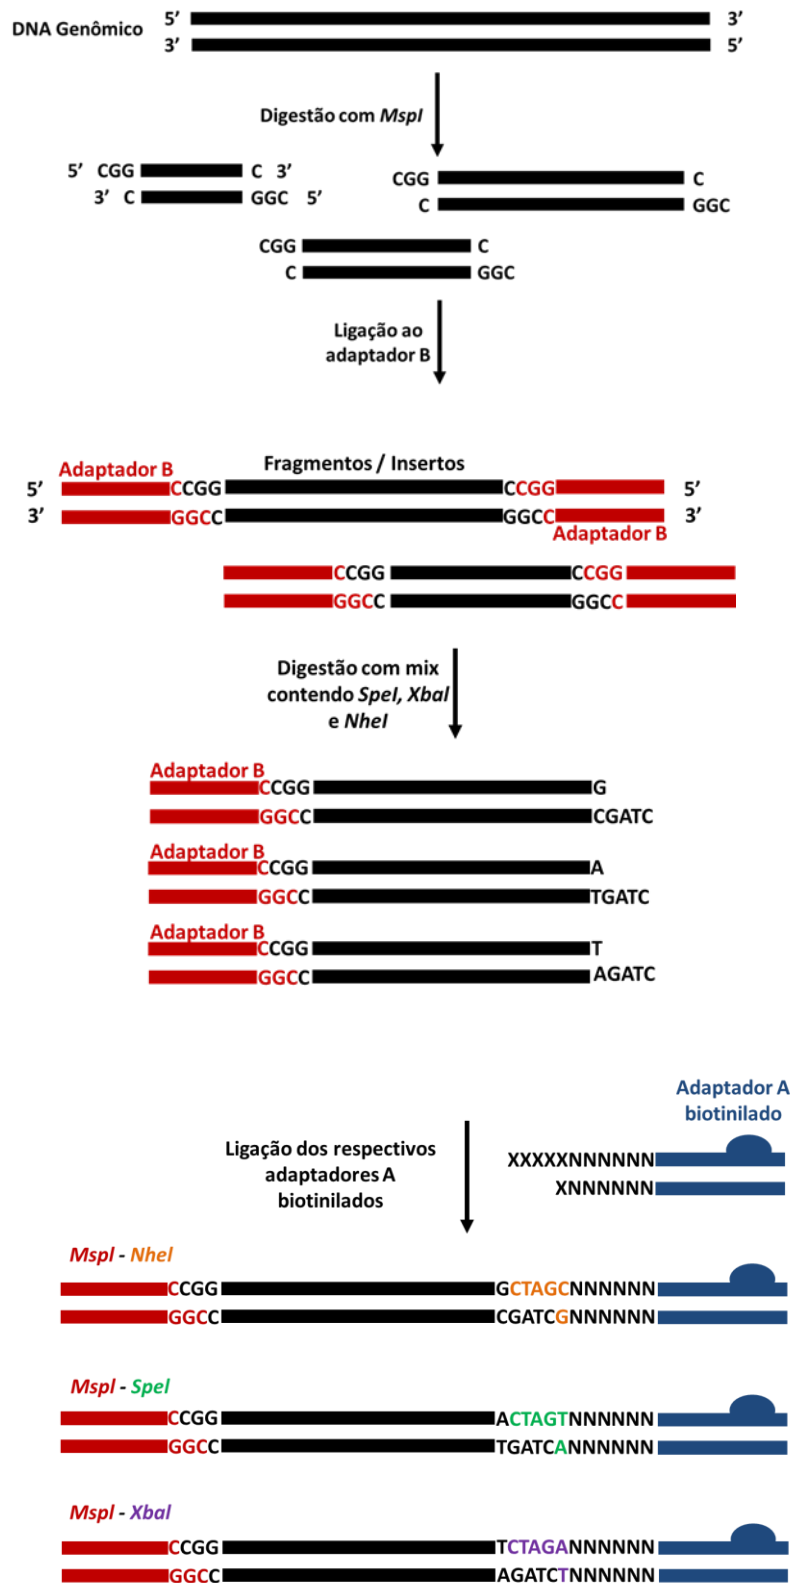 5’ 3’
DNA Genômico
3’ 5’
Digestão com MspI
5’ CGG C 3’
3’ C GGC 5’
CGG C
C GGC
CGG C
C GGC
Ligação ao
adaptador B
Adaptador B Fragmentos / Insertos
5’ CCGG CCGG 5’
3’ GGCC GGCC 3’
Adaptador B
CCGG CCGG
GGCC GGCC
Digestão com mix
contendo SpeI, XbaI
e NheI
Adaptador B
CCGG G
GGCC CGATC
Adaptador B
CCGG A
GGCC TGATC
Adaptador B
CCGG T
GGCC AGATC
Adaptador A
biotinilado
Ligação dos respectivos
adaptadores A
biotinilados
XXXXXNNNNNN
XNNNNNN
MspI - NheI
CCGG GCTAGCNNNNNN
GGCC CGATCGNNNNNN
MspI - SpeI
CCGG ACTAGTNNNNNN
GGCC TGATCANNNNNN
MspI - XbaI
CCGG TCTAGANNNNNN
GGCC AGATCTNNNNNN